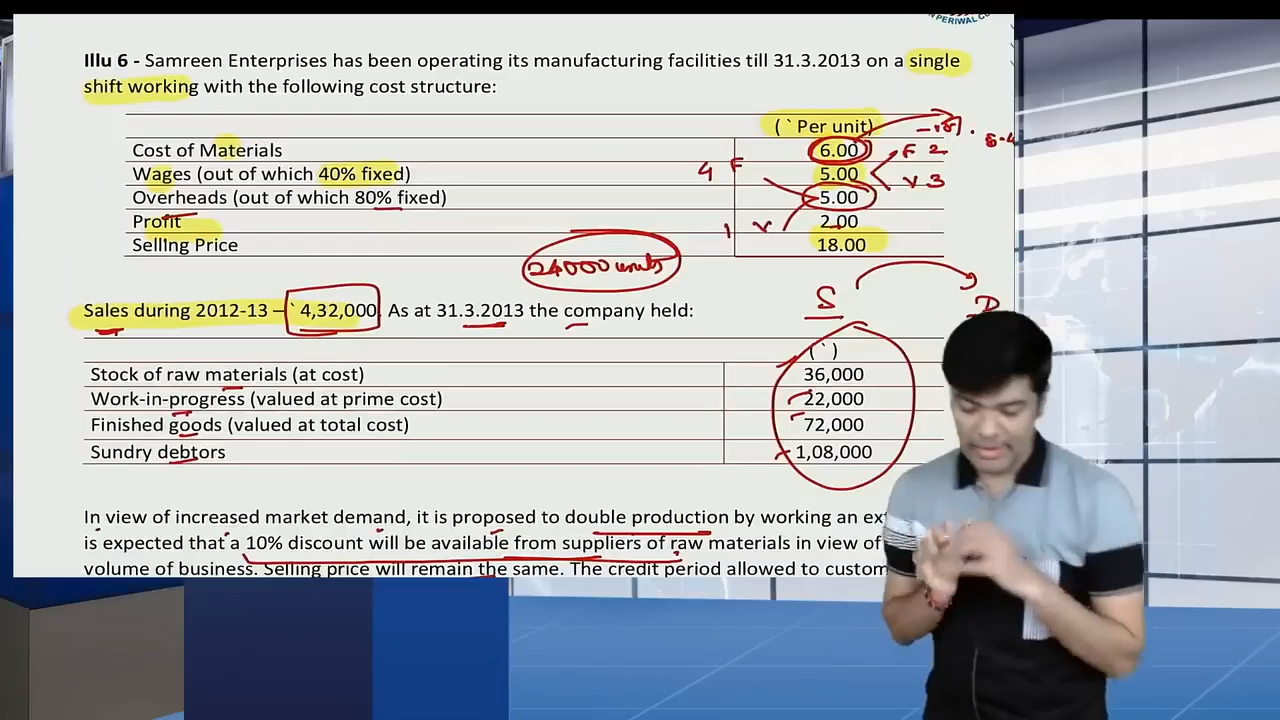 N PERIWAL CO
Illu 6 - Samreen Enterprises has been operating its manufacturing facilities till 31.3.2013 on a single
shift working with the following cost structure:
(` Per unit)
Cost of Materials 6.00
Wages (out of which 40% fixed) 5.00
Overheads (out of which 80% fixed) 5.00
Profit 2.00
Selling Price 18.00
F 2
V 3
4 F
1 V
24000 units
Sales during 2012-13 – ` 4,32,000. As at 31.3.2013 the company held:
S D
(`)
Stock of raw materials (at cost) 36,000
Work-in-progress (valued at prime cost) 22,000
Finished goods (valued at total cost) 72,000
Sundry debtors 1,08,000
In view of increased market demand, it is proposed to double production by working an
is expected that a 10% discount will be available from suppliers of raw materials in view of
volume of business. Selling price will remain the same. The credit period allowed to